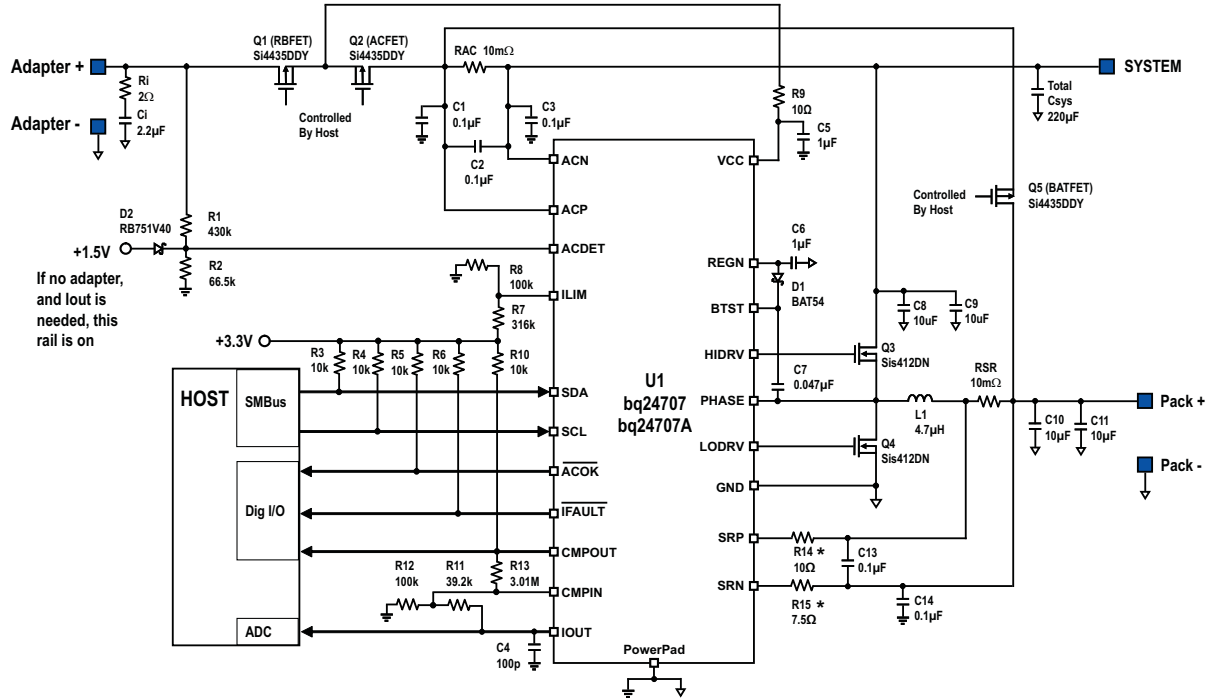 Q1 (RBFET)
Si4435DDY
Q2 (ACFET)
Si4435DDY
RAC 10mΩ
Adapter +
SYSTEM
Ri
2Ω
Ci
2.2µF
Controlled
By Host
C1
0.1µF
C3
0.1µF
R9
10Ω
Total
Csys
220µF
Adapter -
C5
1µF
C2
0.1µF
ACN
VCC
Controlled
By Host
Q5 (BATFET)
Si4435DDY
ACP
D2
RB751V40
R1
430k
+1.5V
ACDET
C6
1µF
R2
66.5k
R8
100k
REGN
D1
BAT54
If no adapter,
and Iout is
needed, this
rail is on
ILIM
BTST
C8
10uF
C9
10uF
R7
316k
+3.3V
R3
10k
R4
10k
R5
10k
R6
10k
R10
10k
HIDRV
Q3
Sis412DN
C7
0.047µF
U1
bq24707
bq24707A
RSR
10mΩ
HOST
SMBus
SDA
PHASE
L1
4.7µH
Pack +
C10
10µF
C11
10µF
SCL
LODRV
Q4
Sis412DN
ACOK
Pack -
GND
Dig I/O
IFAULT
SRP
R14 *
10Ω
C13
0.1µF
CMPOUT
R12
100k
R11
39.2k
R13
3.01M
CMPIN
SRN
R15 *
7.5Ω
C14
0.1µF
ADC
IOUT
C4
100p
PowerPad